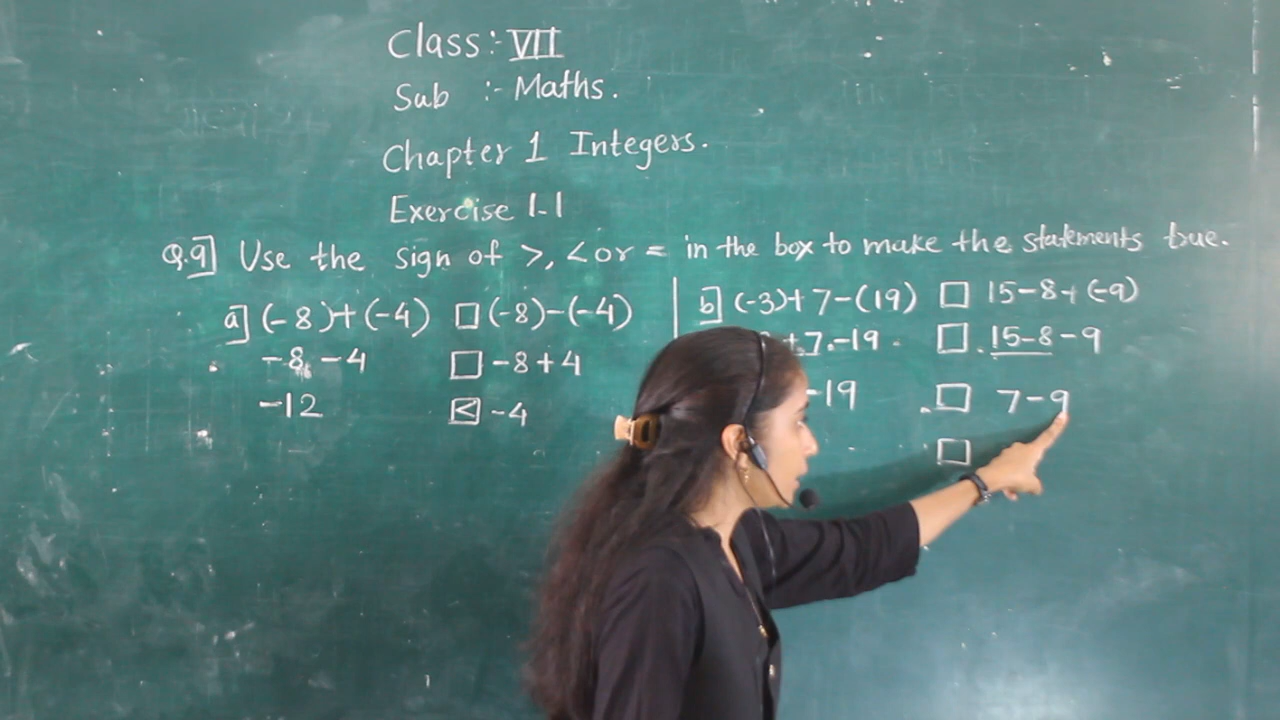 Class:- VII
Sub :- Maths.
Chapter 1 Integers.
Exercise 1.1
Q.9] Use the sign of >, < or = in the box to make the statements true.
a] (-8)+(-4) □ (-8)-(-4)
-8 -4 □ -8+4
-12 < -4
b] (-3)+7-(19) □ 15-8+(-9)
+7-19 □ 15-8-9
-19 □ 7-9
□